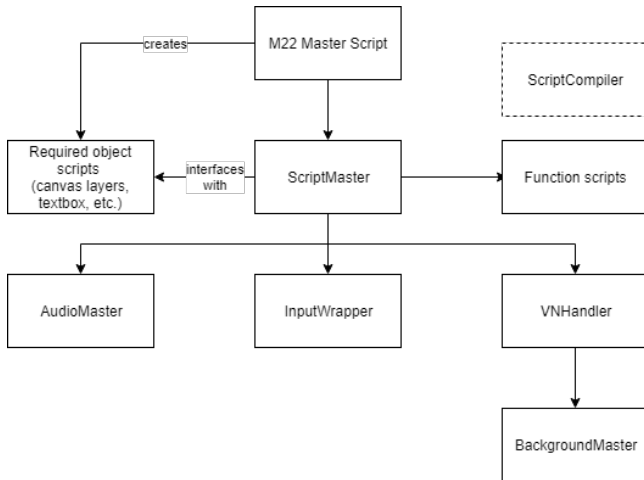 creates
M22 Master Script
ScriptCompiler
Required object
scripts
(canvas layers,
textbox, etc.)
interfaces
with
ScriptMaster
Function scripts
AudioMaster
InputWrapper
VNHandler
BackgroundMaster